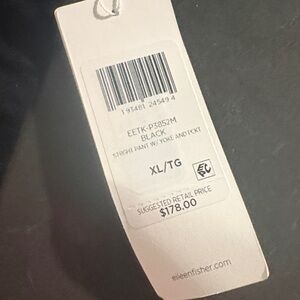 1 93481 24549 4
EETK-P3852M
BLACK
STRIGHT PANT W/ YOKE AND PCKT
XL/TG
SUGGESTED RETAIL PRICE
$178.00
eileenfisher.com